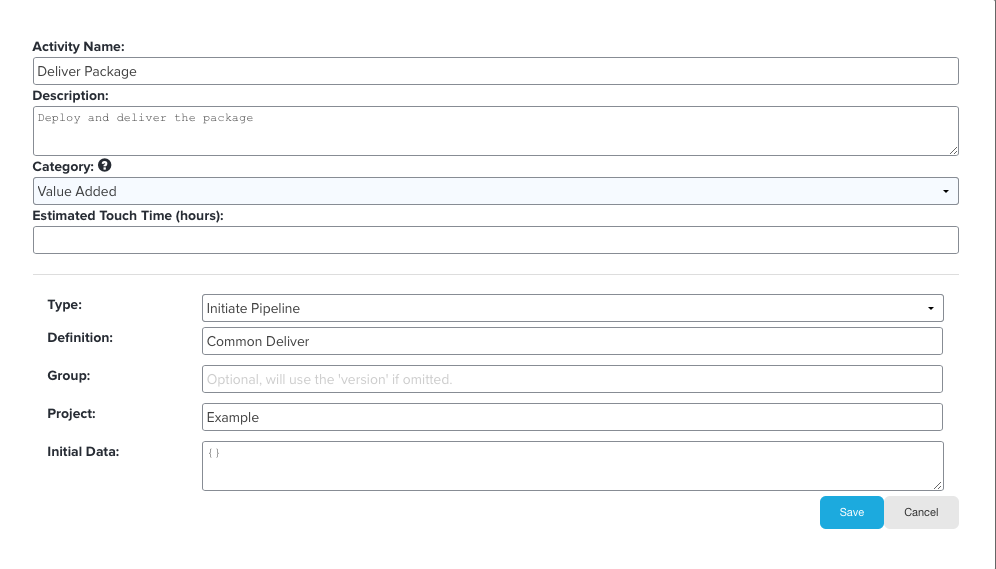 Activity Name:
Deliver Package
Description:
Deploy and deliver the package
Category: ?
Value Added
Estimated Touch Time (hours):
Type:
Initiate Pipeline
Definition:
Common Deliver
Group:
Optional, will use the 'version' if omitted.
Project:
Example
Initial Data:
{}
Save
Cancel